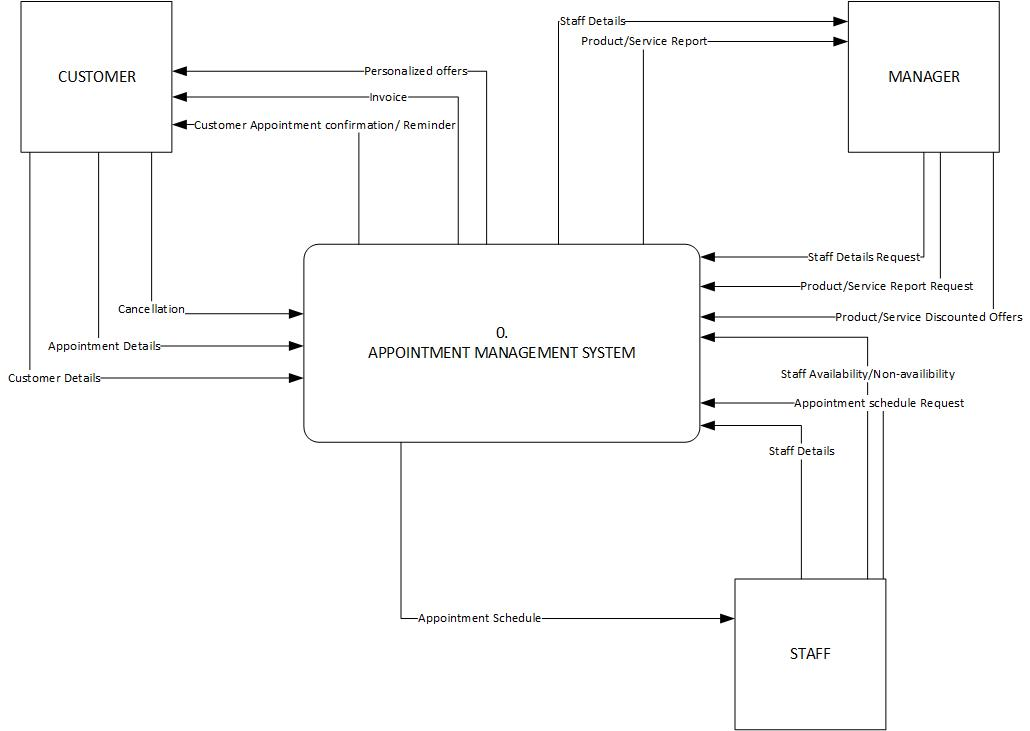 Staff Details
Product/Service Report
CUSTOMER
MANAGER
Personalized offers
Invoice
Customer Appointment confirmation/ Reminder
Staff Details Request
Product/Service Report Request
Cancellation
Product/Service Discounted Offers
0.
APPOINTMENT MANAGEMENT SYSTEM
Appointment Details
Customer Details
Staff Availability/Non-availibility
Appointment schedule Request
Staff Details
Appointment Schedule
STAFF